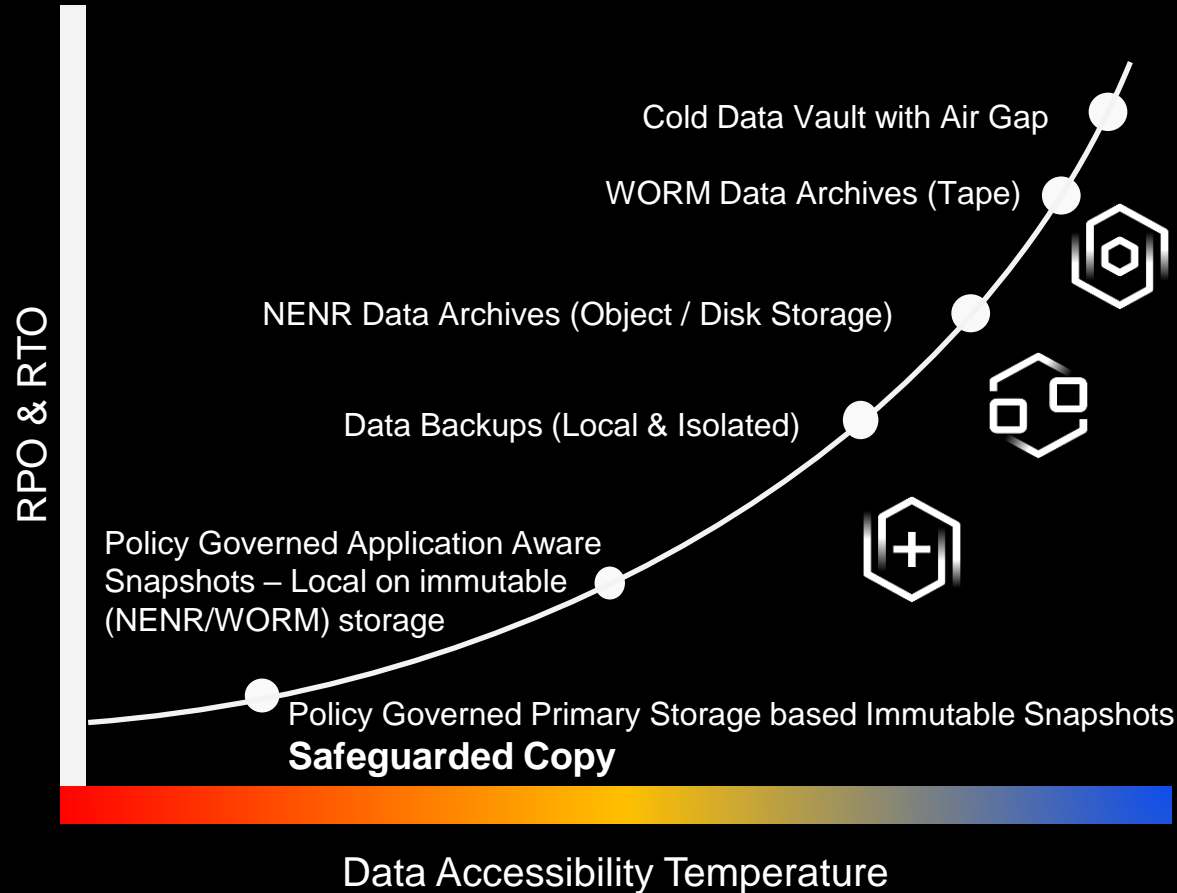 Cold Data Vault with Air Gap
WORM Data Archives (Tape)
NENR Data Archives (Object / Disk Storage)
Data Backups (Local & Isolated)
RPO & RTO
Policy Governed Application Aware
Snapshots – Local on immutable
(NENR/WORM) storage
Policy Governed Primary Storage based Immutable Snapshots
Safeguarded Copy
Data Accessibility Temperature